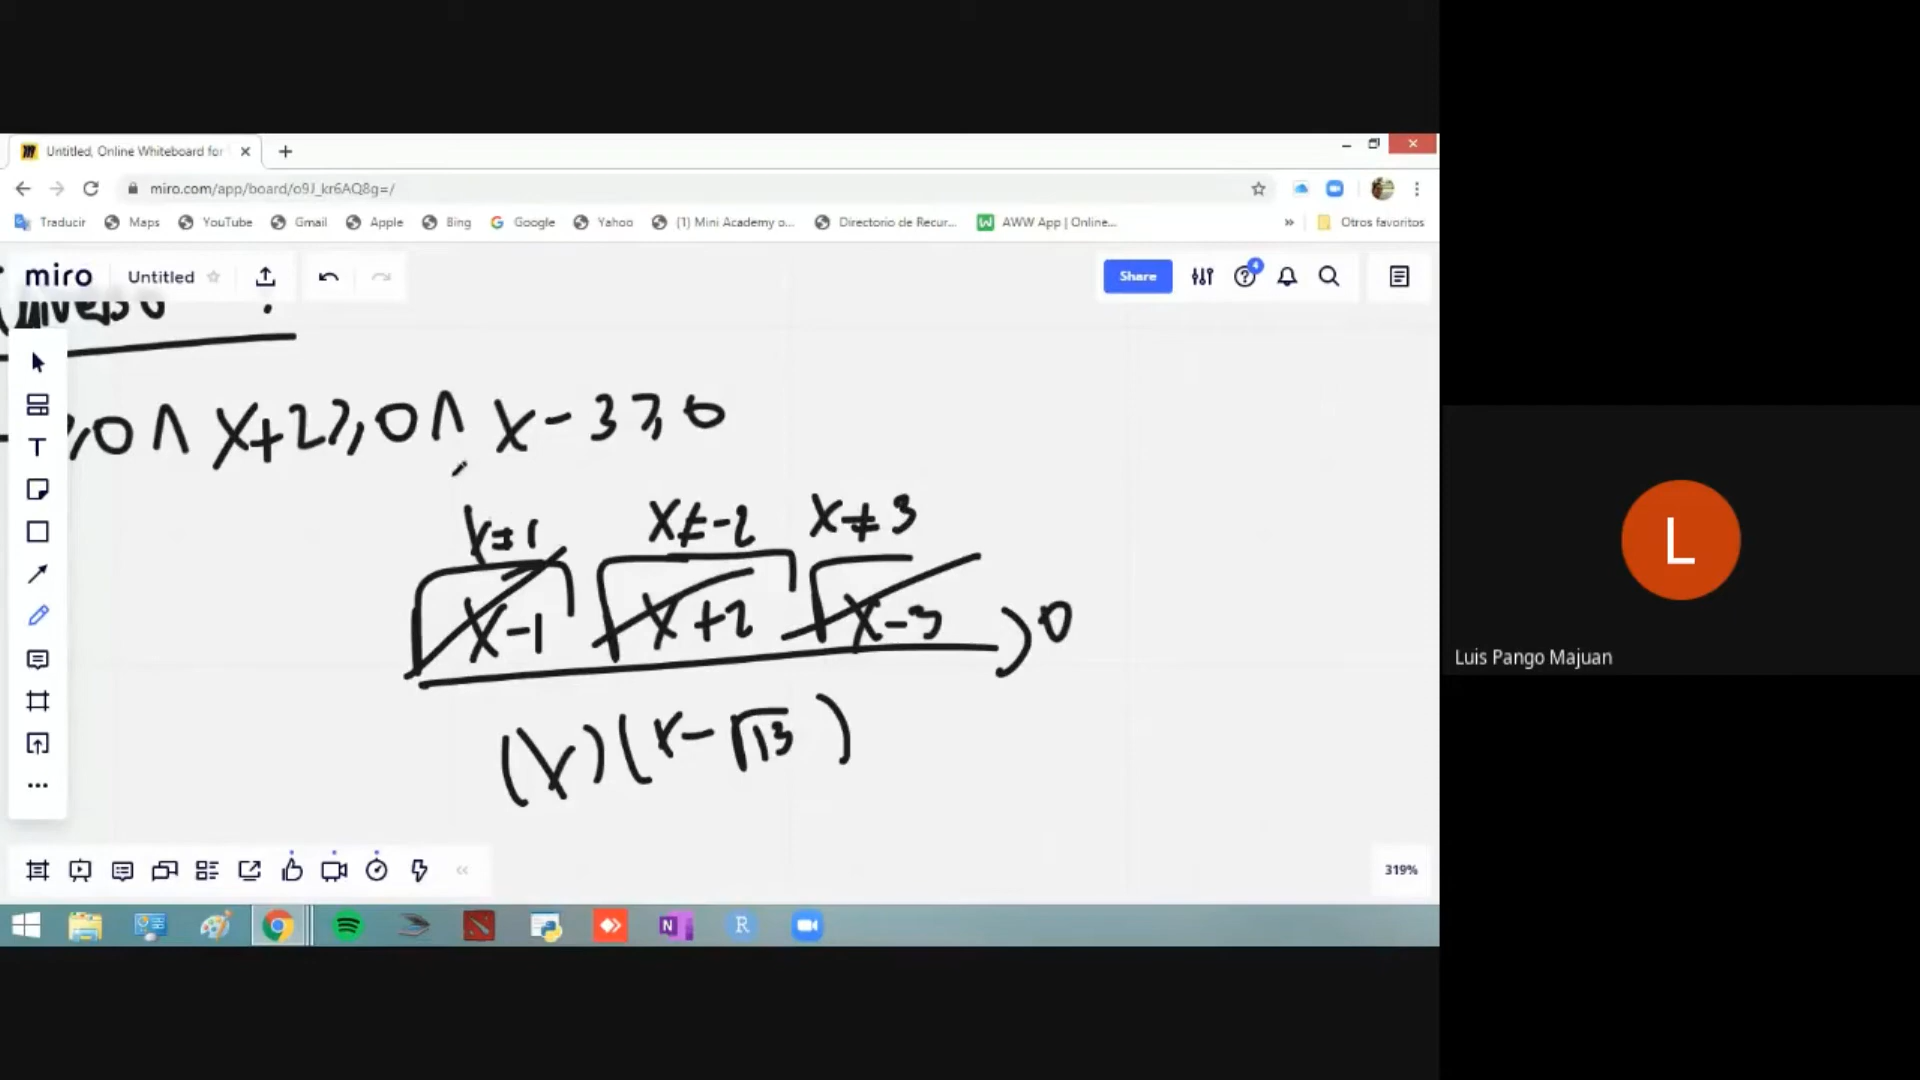 Untitled, Online Whiteboard for
miro.com/app/board/o9J_kr6AQ8g=/
Traducir Maps YouTube Gmail Apple Bing Google Yahoo (1) Mini Academy o... Directorio de Recur... AWW App | Online... » Otros favoritos
miro Untitled Share 4
?
≥0 ∧ x+2≥0 ∧ x-3≥0
x≠1 x≠-2 x≠3
√x-1 √x+2 √x-3 >0
(x)(x-√13)
319%
L
Luis Pango Majuan